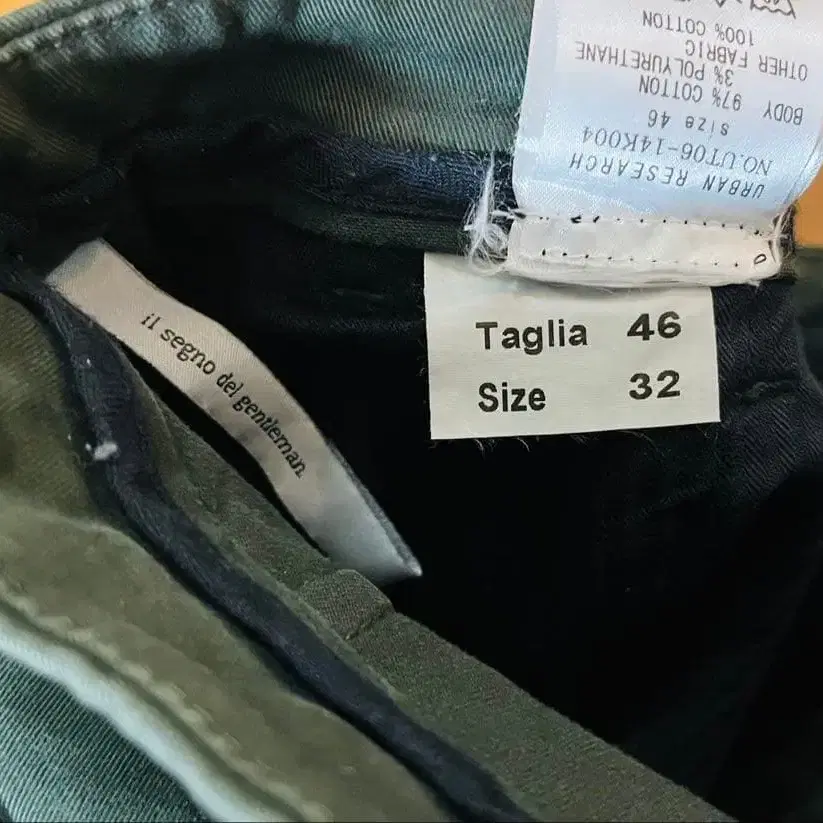 URBAN RESEARCH
NO.UT06-14K004
size 46
BODY
97% COTTON
3% POLYURETHANE
OTHER FABRIC
100% COTTON
il segno del gentleman
Taglia 46
Size 32